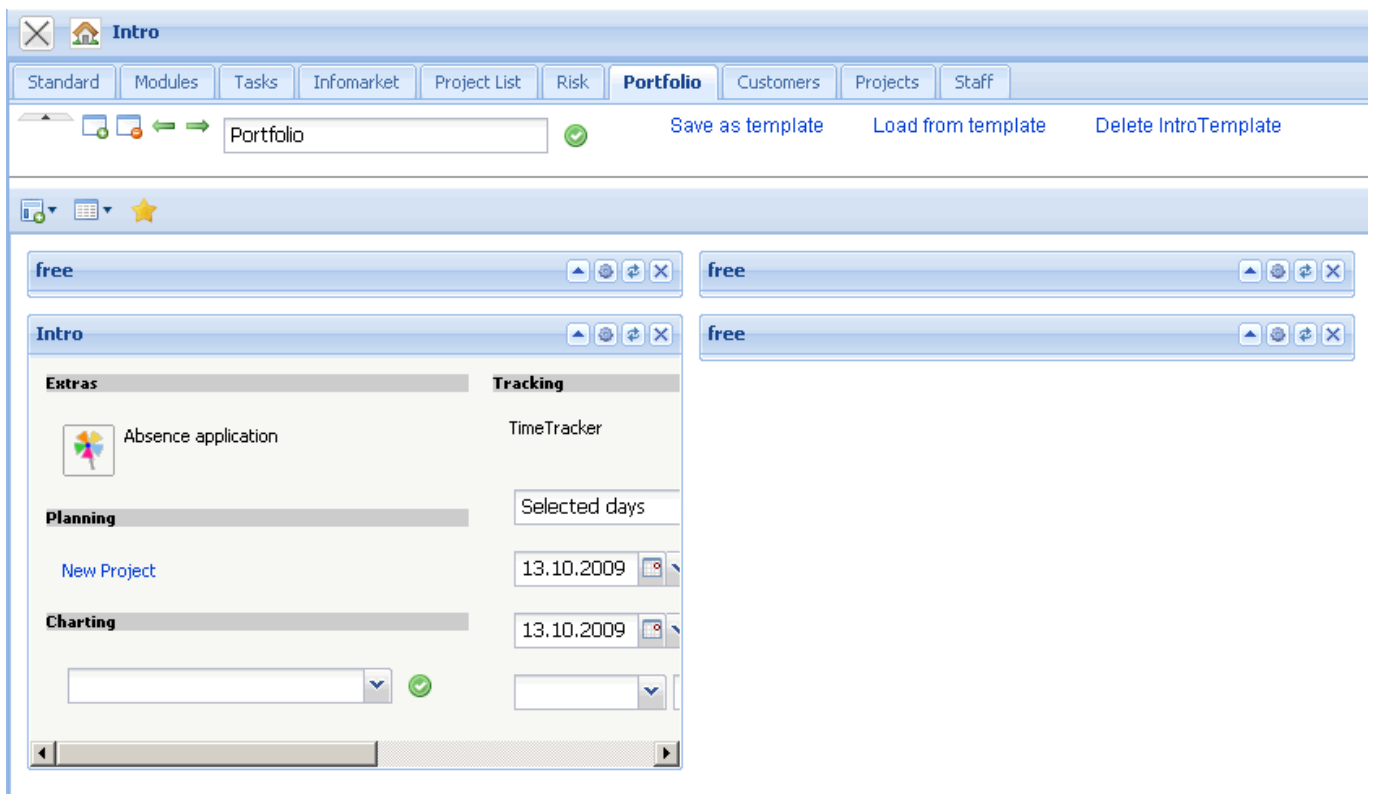 Intro
Standard Modules Tasks Infomarket Project List Risk Portfolio Customers Projects Staff
Portfolio Save as template Load from template Delete IntroTemplate
free free
Intro free
Extras Tracking
Absence application TimeTracker
Selected days
Planning
New Project 13.10.2009
Charting 13.10.2009